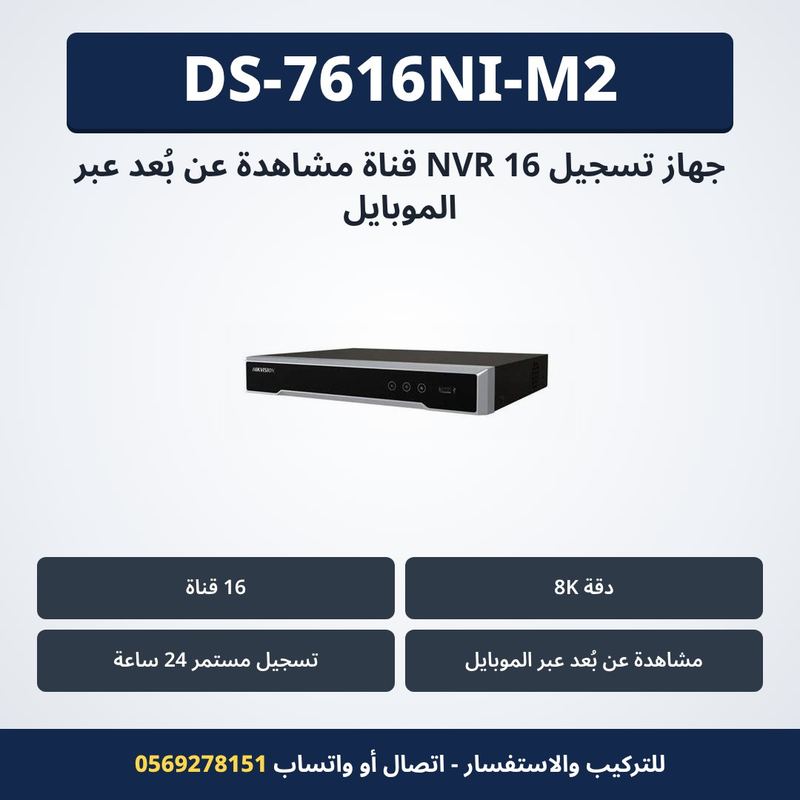 DS-7616NI-M2
جهاز تسجيل NVR 16 قناة مشاهدة عن بُعد عبر
الموبايل
HIKVISION
دقة 8K
16 قناة
مشاهدة عن بُعد عبر الموبايل
تسجيل مستمر 24 ساعة
للتركيب والاستفسار - اتصال أو واتساب 0569278151